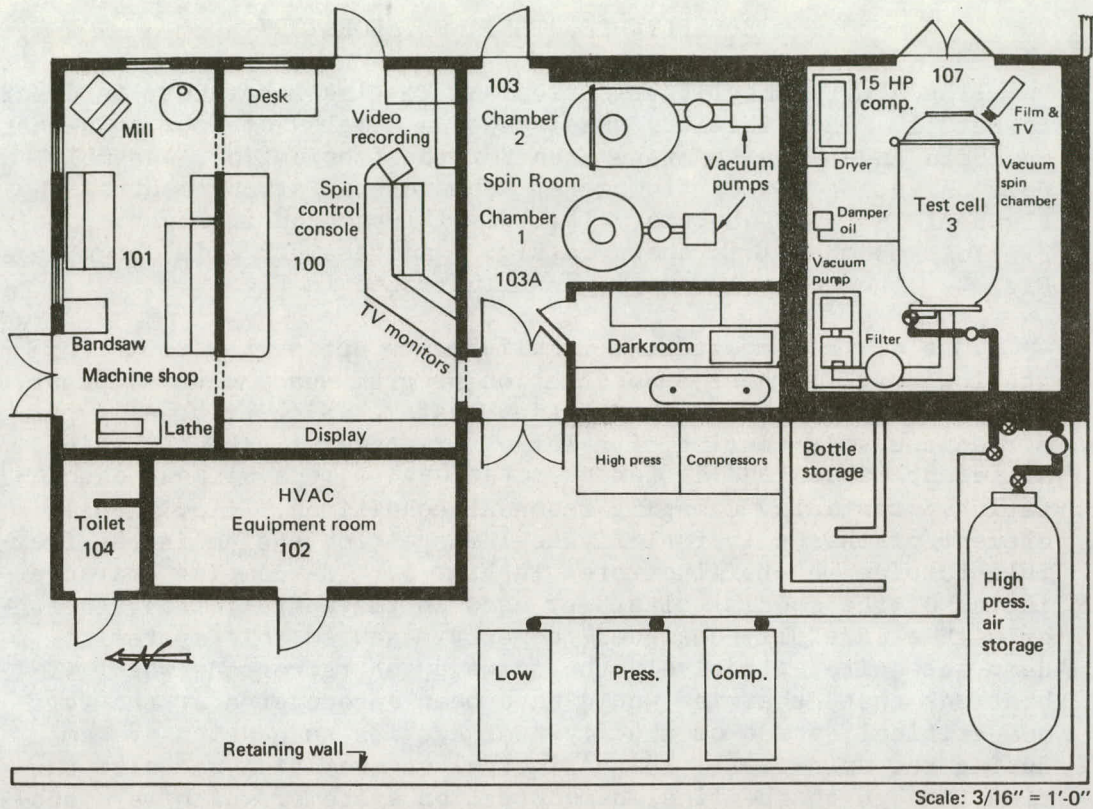 Mill
101
Bandsaw
Machine shop
Lathe
Desk
Video
recording
Spin
control
console
100
TV monitors
Display
103
Chamber
2
Spin Room
Chamber
1
103A
Vacuum
pumps
Darkroom
107
15 HP
comp.
Dryer
Damper
oil
Vacuum
pump
Filter
Test cell
3
Film &
TV
Vacuum
spin
chamber
Toilet
104
HVAC
Equipment room
102
High press
Compressors
Bottle
storage
High
press.
air
storage
N
Low
Press.
Comp.
Retaining wall
Scale: 3/16" = 1'-0"